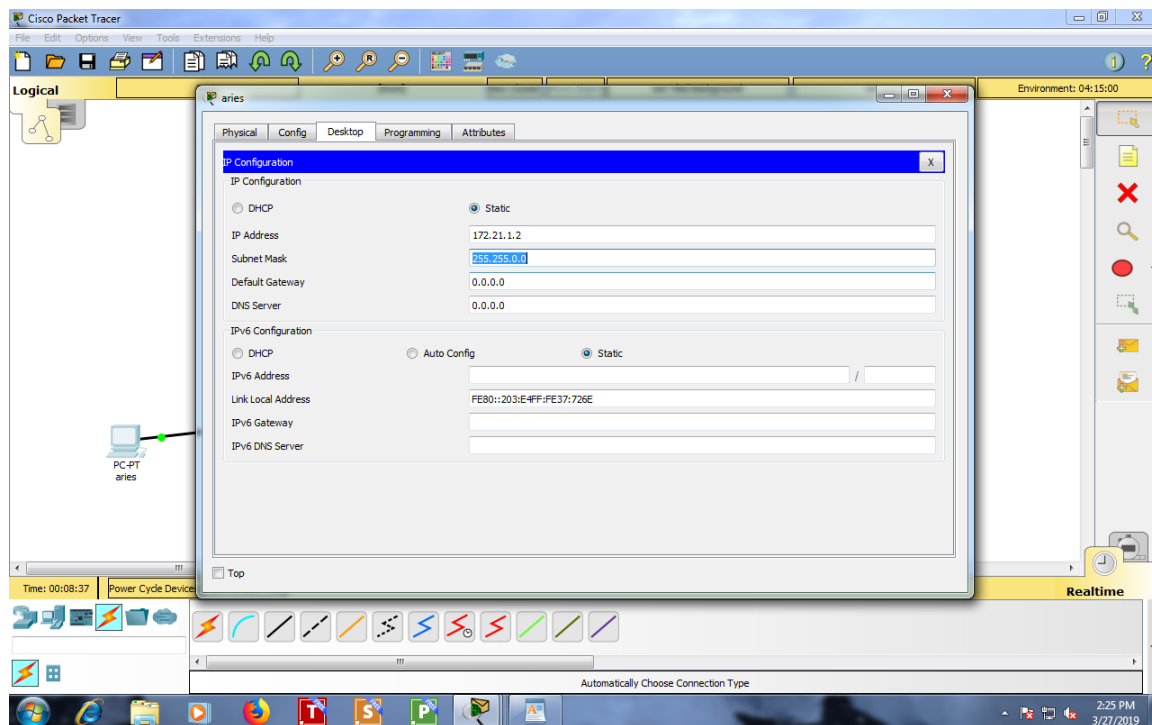 Cisco Packet Tracer
File Edit Options View Tools Extensions Help
Logical
Environment: 04:15:00
aries
Physical Config Desktop Programming Attributes
IP Configuration X
IP Configuration
DHCP Static
IP Address 172.21.1.2
Subnet Mask 255.255.0.0
Default Gateway 0.0.0.0
DNS Server 0.0.0.0
IPv6 Configuration
DHCP Auto Config Static
IPv6 Address /
Link Local Address FE80::203:E4FF:FE37:726E
IPv6 Gateway
IPv6 DNS Server
PC-PT
aries
Top
Time: 00:08:37 Power Cycle Device
Realtime
Automatically Choose Connection Type
2:25 PM
3/27/2019